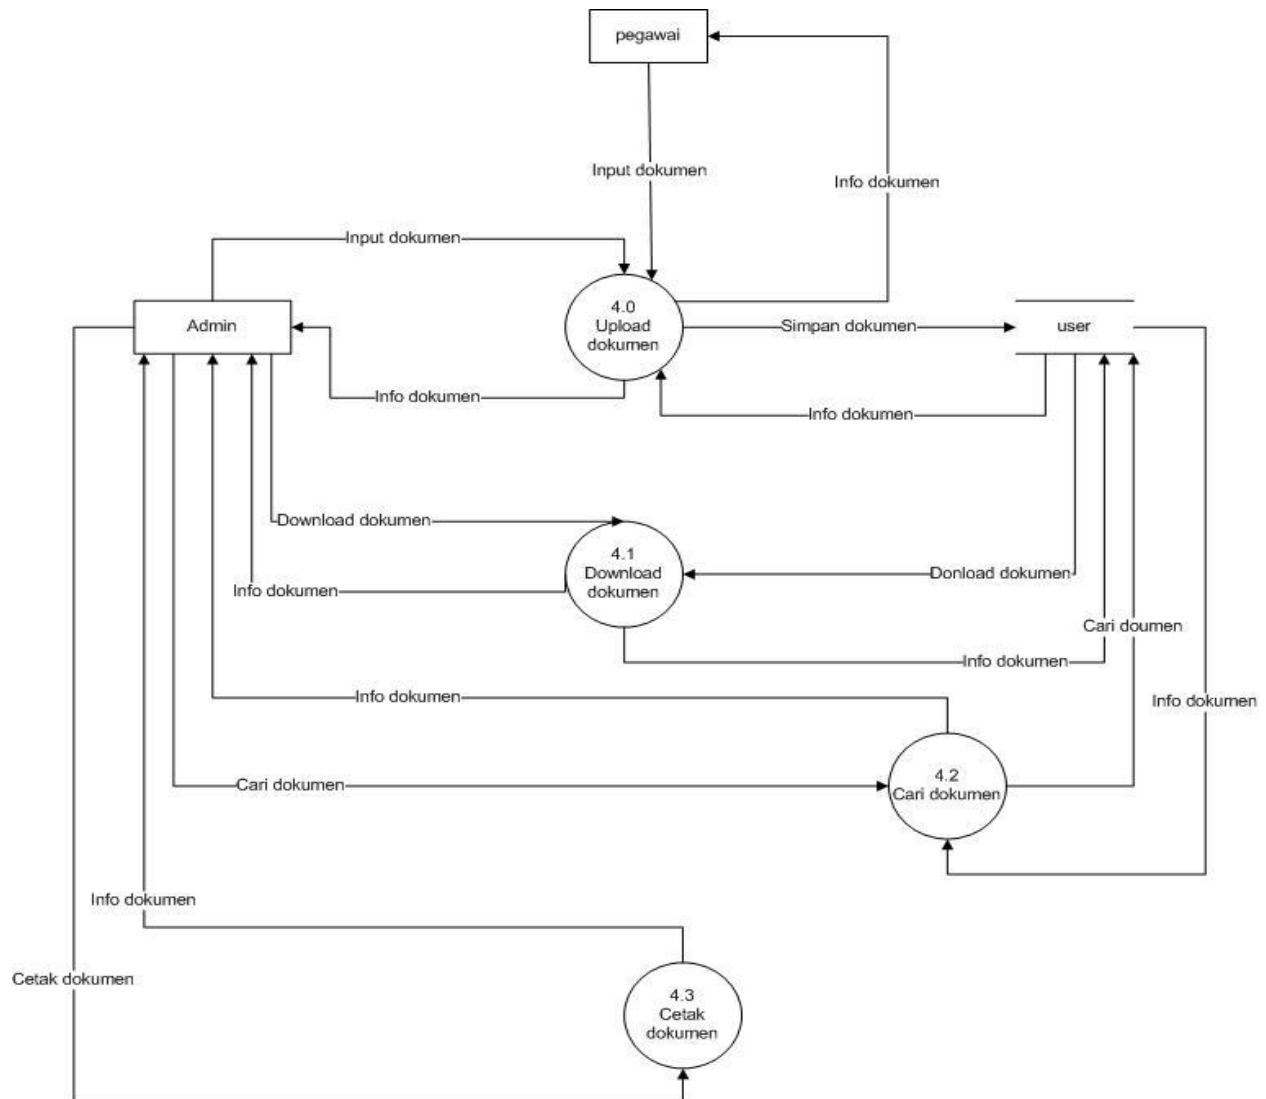 pegawai
Input dokumen
Info dokumen
Input dokumen
4.0
Upload
dokumen
Admin
Simpan dokumen
user
Info dokumen
Info dokumen
Download dokumen
4.1
Download
dokumen
Donload dokumen
Info dokumen
Cari doumen
Info dokumen
Info dokumen
Info dokumen
Cari dokumen
4.2
Cari dokumen
Info dokumen
Cetak dokumen
4.3
Cetak
dokumen